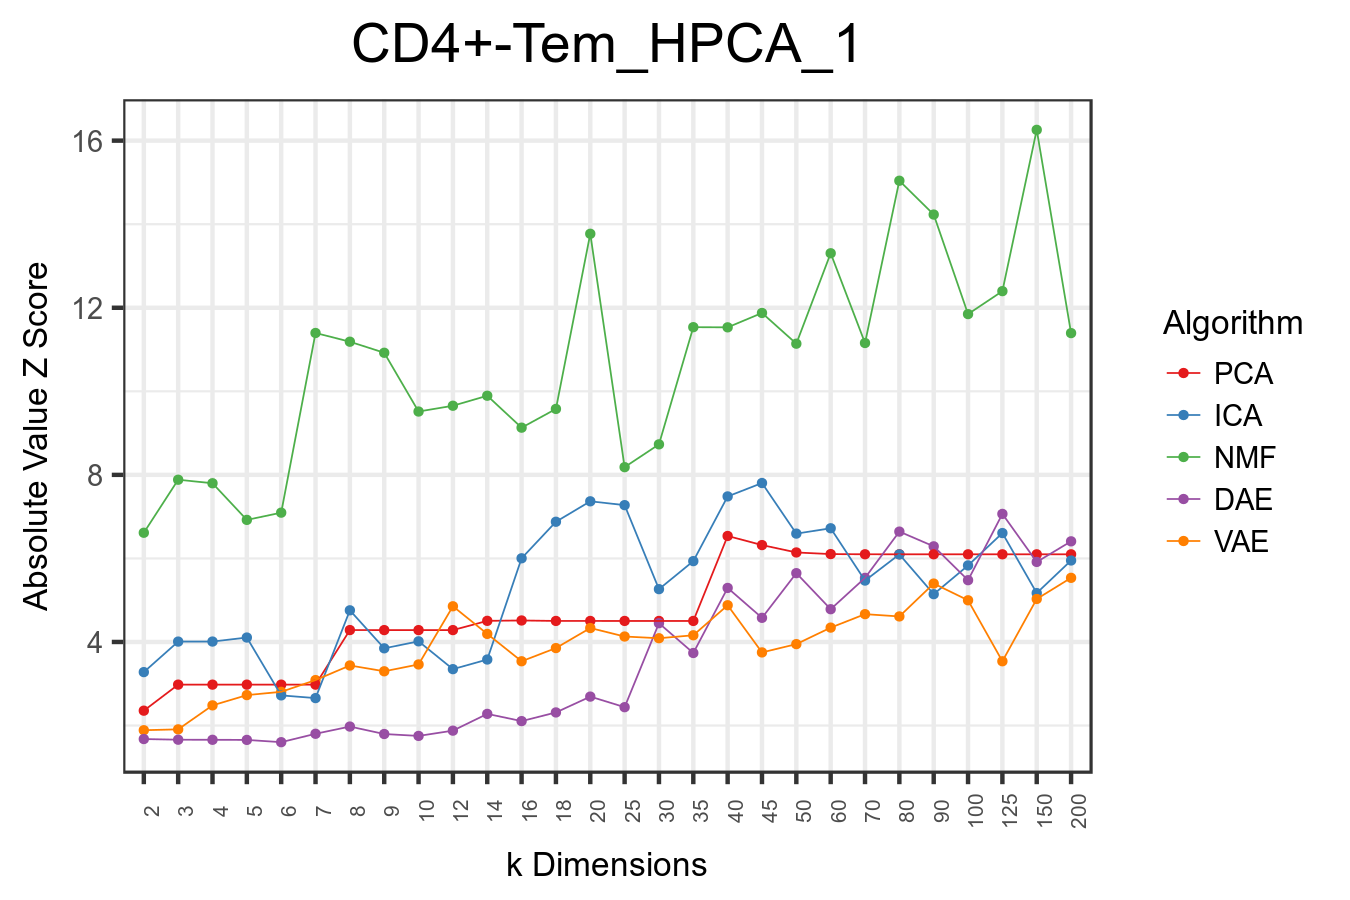 CD4+-Tem_HPCA_1
Absolute Value Z Score
16
12
8
4
2 3 4 5 6 7 8 9 10 12 14 16 18 20 25 30 35 40 45 50 60 70 80 90 100 125 150 200
k Dimensions
Algorithm
PCA
ICA
NMF
DAE
VAE